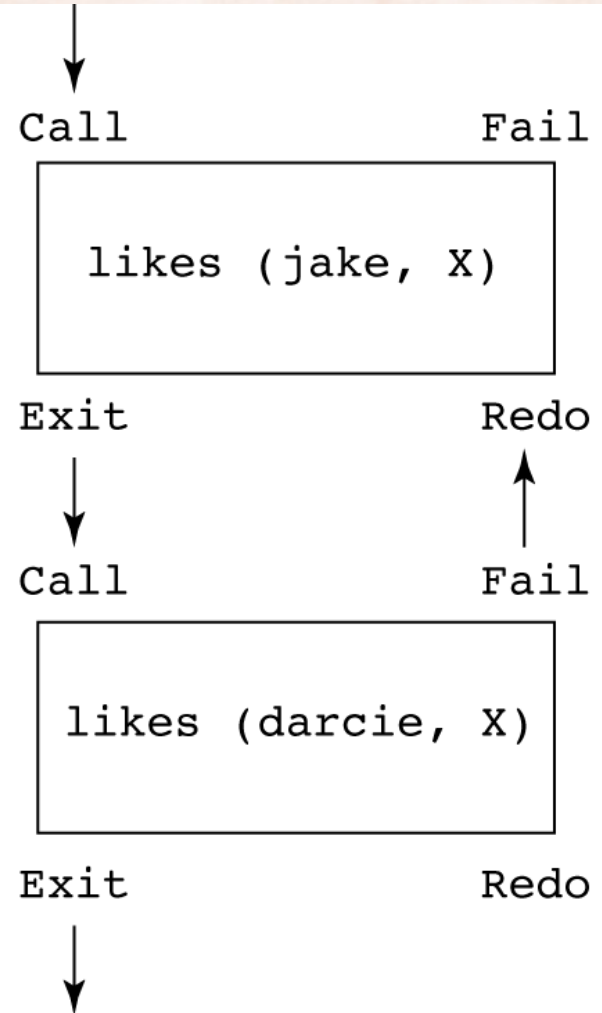 Call Fail
likes (jake, X)
Exit Redo
Call Fail
likes (darcie, X)
Exit Redo